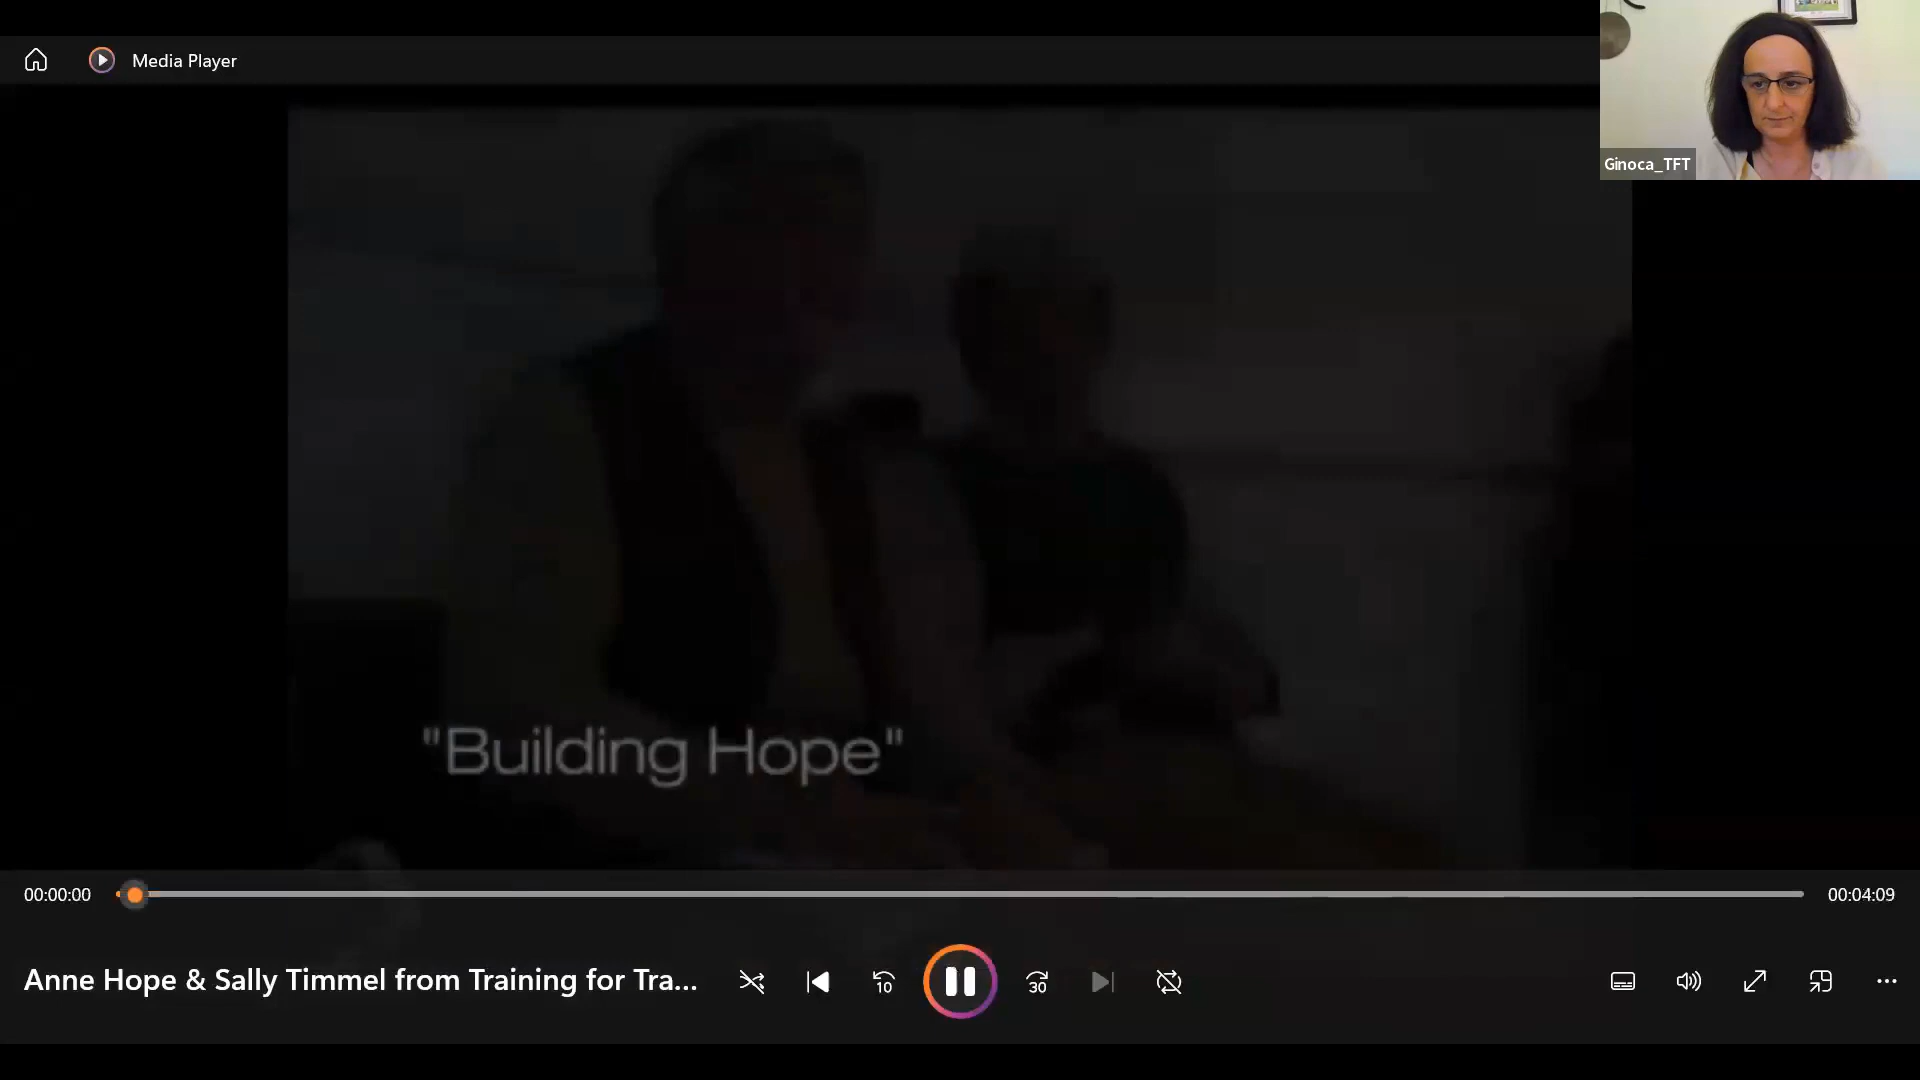 Media Player
Ginoca_TFT
"Building Hope"
00:00:00
00:04:09
Anne Hope & Sally Timmel from Training for Tra...
10
30